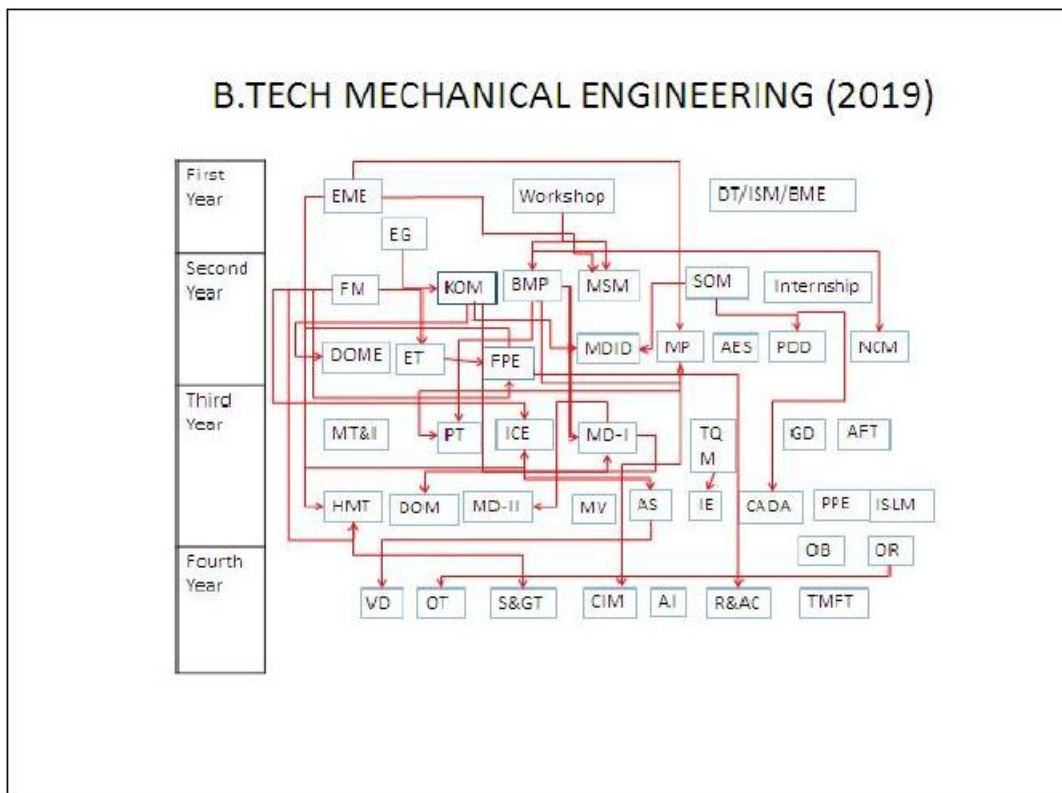 B.TECH MECHANICAL ENGINEERING (2019)
First
Year
EME
Workshop
DT/ISM/BME
EG
Second
Year
FM
KOM
BMP
MSM
SOM
Internship
DOME
ET
FPE
MDID
MP
AES
PDD
NCM
Third
Year
MT&I
PT
ICE
MD-I
TQ
M
GD
AFT
HMT
DOM
MD-II
MV
AS
IE
CADA
PPE
ISLM
OB
OR
Fourth
Year
VD
OT
S&GT
CIM
AI
R&AC
TMFT